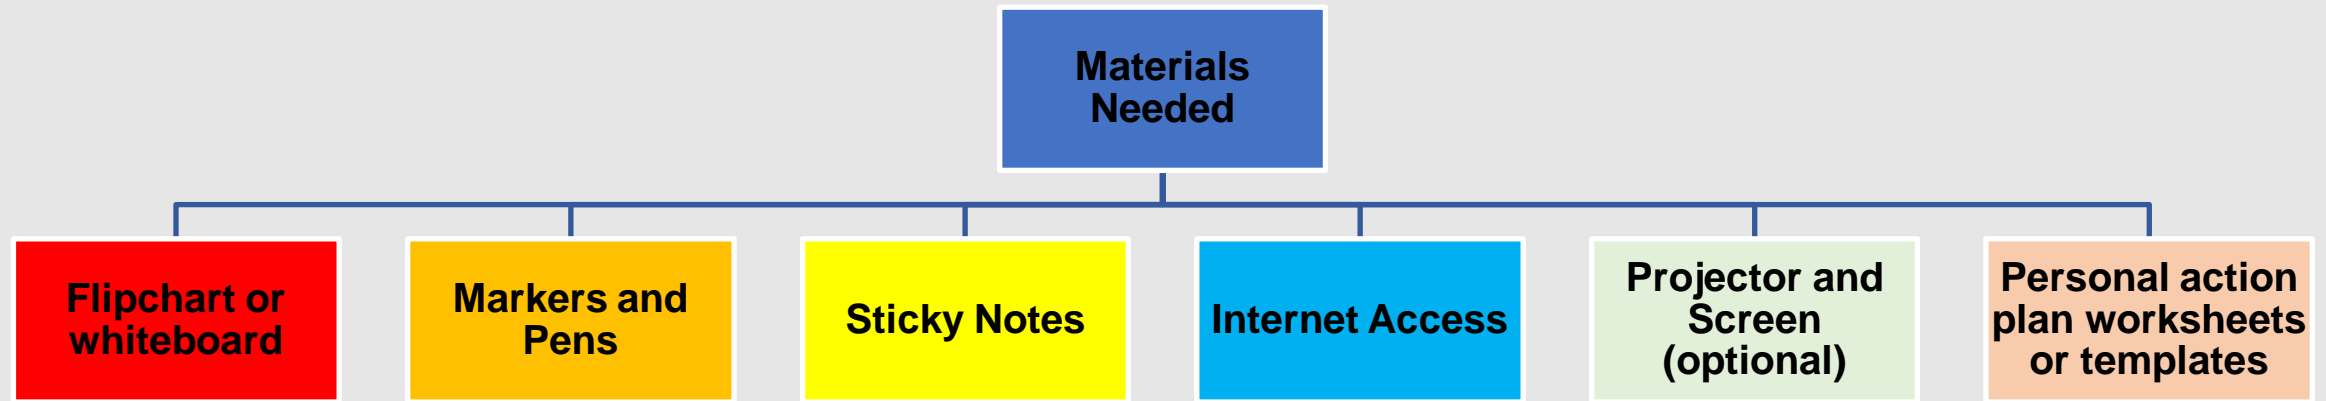 Materials
Needed
Flipchart or
whiteboard
Markers and
Pens
Sticky Notes
Internet Access
Projector and
Screen
(optional)
Personal action
plan worksheets
or templates